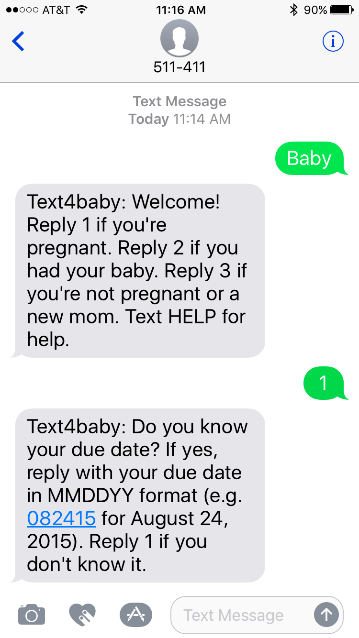 AT&T 11:16 AM 90%
511-411
Text Message
Today 11:14 AM
Baby
Text4baby: Welcome!
Reply 1 if you're
pregnant. Reply 2 if you
had your baby. Reply 3 if
you're not pregnant or a
new mom. Text HELP for
help.
1
Text4baby: Do you know
your due date? If yes,
reply with your due date
in MMDDYY format (e.g.
082415 for August 24,
2015). Reply 1 if you
don't know it.
Text Message